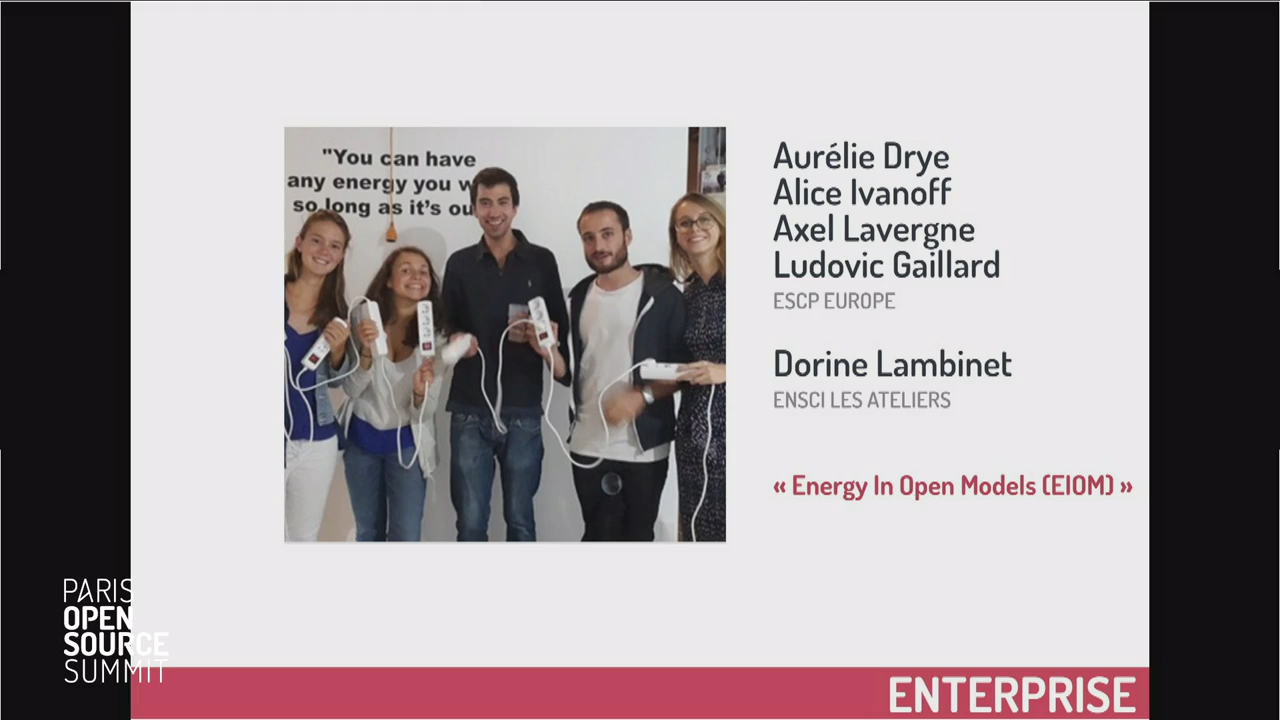 "You can have
any energy you
so long as it's
Aurélie Drye
Alice Ivanoff
Axel Lavergne
Ludovic Gaillard
ESCP EUROPE
Dorine Lambinet
ENSCI LES ATELIERS
« Energy In Open Models (EIOM) »
PARIS
OPEN
SOURCE
SUMMIT
ENTERPRISE